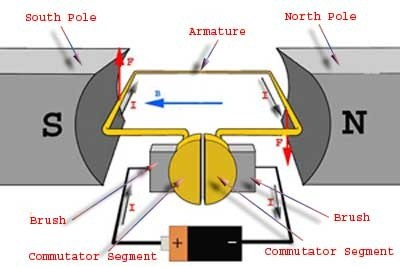 South Pole
North Pole
Armature
F
I
B
I
S
N
F
I
I
+
−
Brush
Brush
Commutator Segment
Commutator Segment